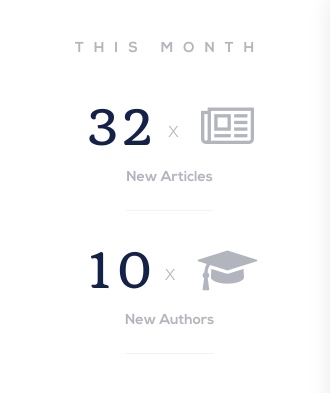 THIS MONTH
32 x
New Articles
10 x
New Authors